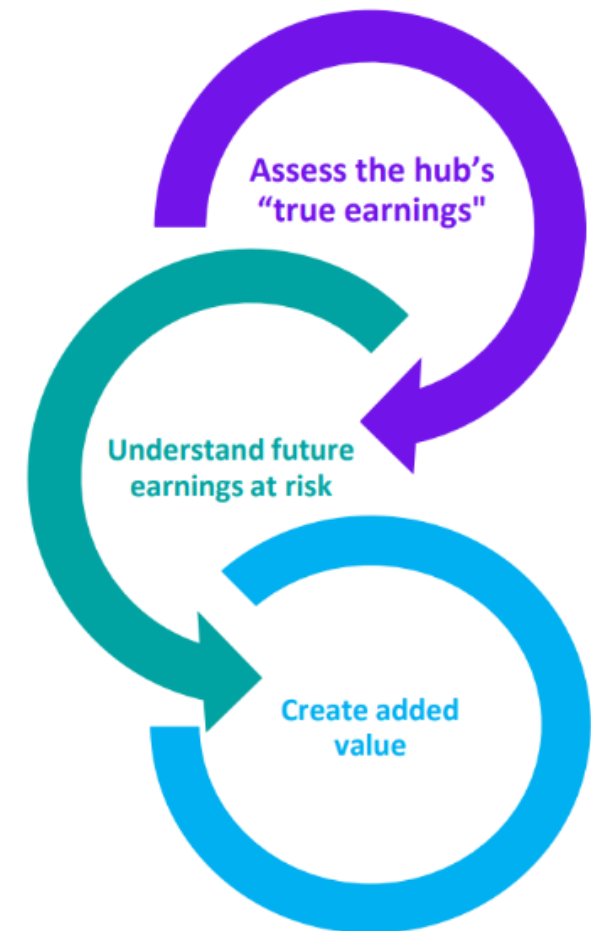 Assess the hub’s
“true earnings"
Understand future
earnings at risk
Create added
value